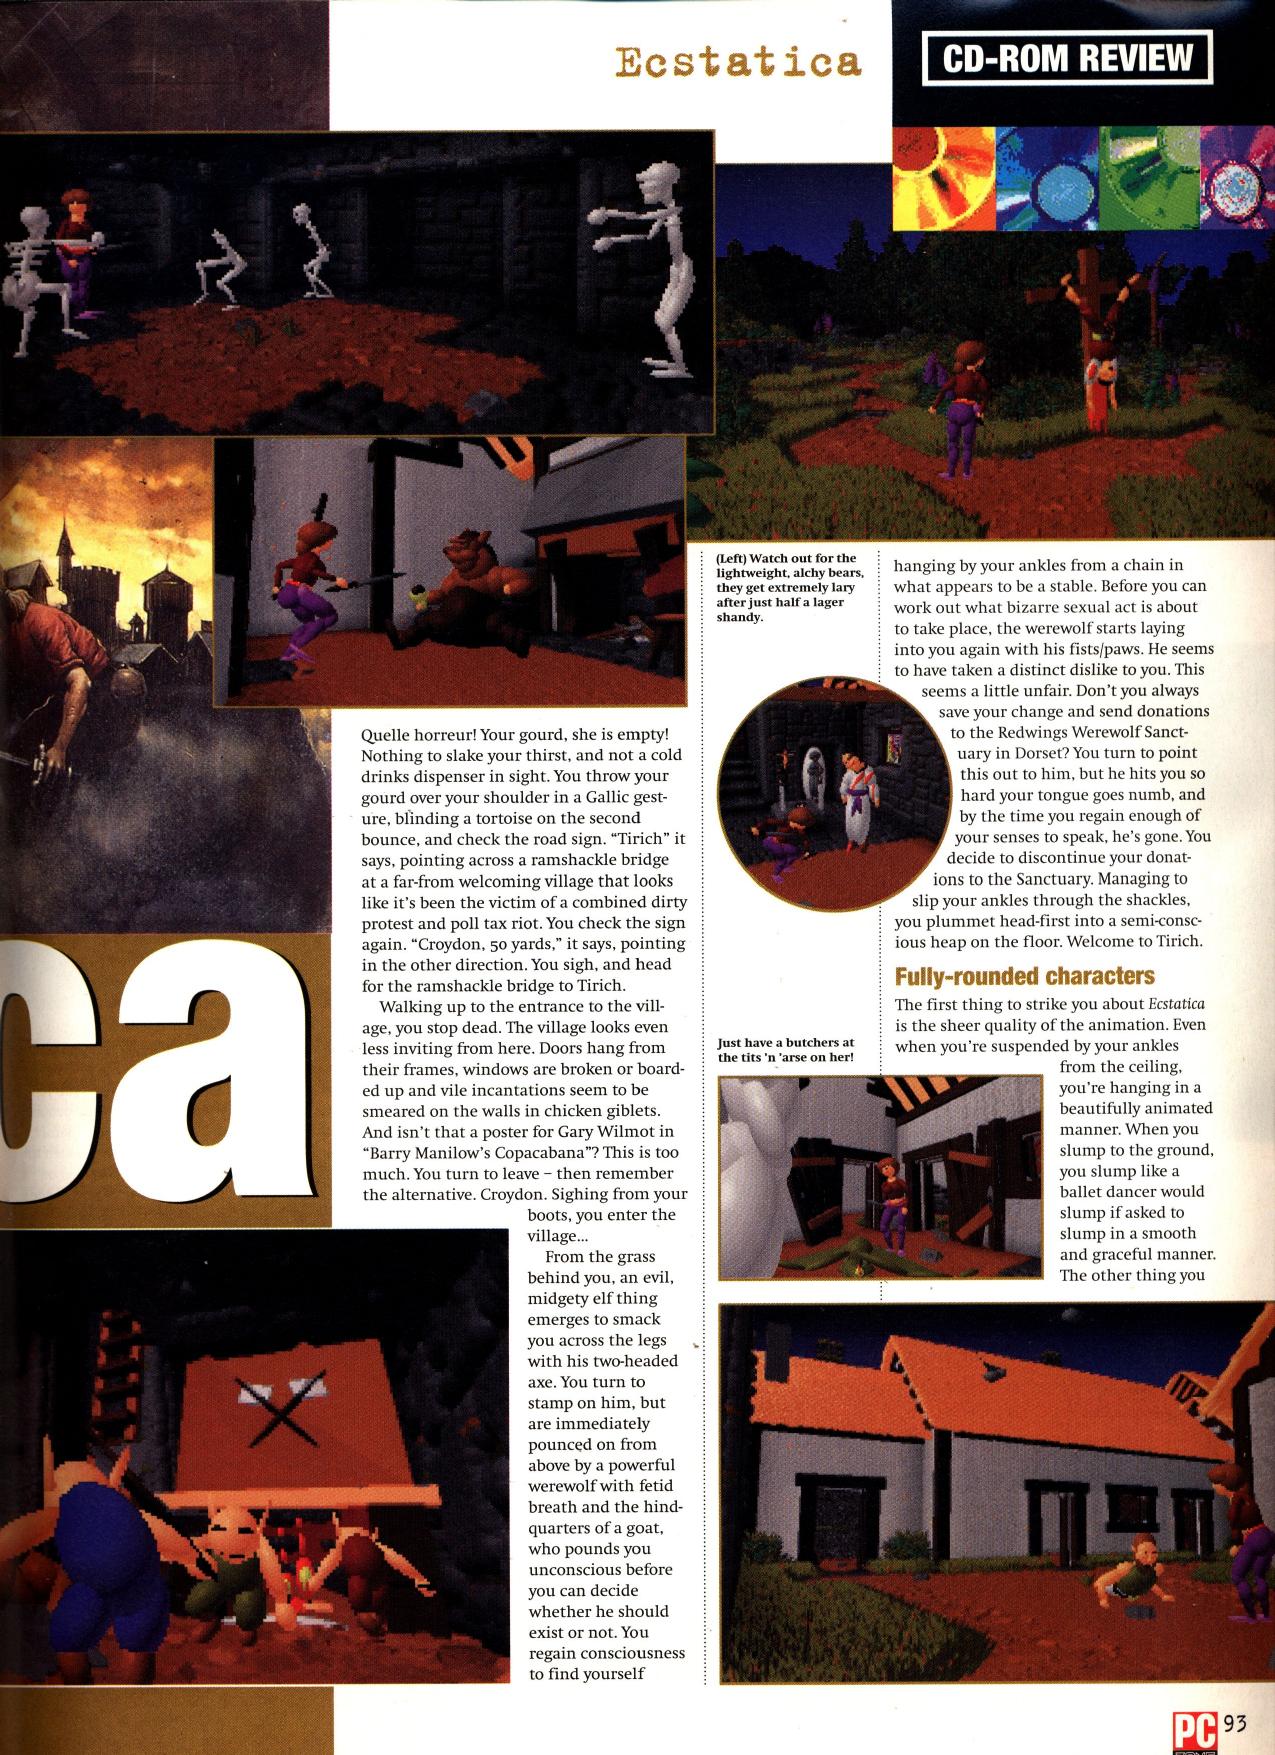 Ecstatica
CD-ROM REVIEW
ca
Quelle horreur! Your gourd, she is empty!
Nothing to slake your thirst, and not a cold
drinks dispenser in sight. You throw your
gourd over your shoulder in a Gallic gest-
ure, blinding a tortoise on the second
bounce, and check the road sign. “Tirich” it
says, pointing across a ramshackle bridge
at a far-from welcoming village that looks
like it's been the victim of a combined dirty
protest and poll tax riot. You check the sign
again. “Croydon, 50 yards,” it says, pointing
in the other direction. You sigh, and head
for the ramshackle bridge to Tirich.
Walking up to the entrance to the vill-
age, you stop dead. The village looks even
less inviting from here. Doors hang from
their frames, windows are broken or board-
ed up and vile incantations seem to be
smeared on the walls in chicken giblets.
And isn't that a poster for Gary Wilmot in
“Barry Manilow's Copacabana”? This is too
much. You turn to leave – then remember
the alternative. Croydon. Sighing from your
boots, you enter the
village...
From the grass
behind you, an evil,
midgety elf thing
emerges to smack
you across the legs
with his two-headed
axe. You turn to
stamp on him, but
are immediately
pounced on from
above by a powerful
werewolf with fetid
breath and the hind-
quarters of a goat,
who pounds you
unconscious before
you can decide
whether he should
exist or not. You
regain consciousness
to find yourself
(Left) Watch out for the
lightweight, alchy bears,
they get extremely lary
after just half a lager
shandy.
Just have a butchers at
the tits 'n 'arse on her!
hanging by your ankles from a chain in
what appears to be a stable. Before you can
work out what bizarre sexual act is about
to take place, the werewolf starts laying
into you again with his fists/paws. He seems
to have taken a distinct dislike to you. This
seems a little unfair. Don't you always
save your change and send donations
to the Redwings Werewolf Sanct-
uary in Dorset? You turn to point
this out to him, but he hits you so
hard your tongue goes numb, and
by the time you regain enough of
your senses to speak, he's gone. You
decide to discontinue your donat-
ions to the Sanctuary. Managing to
slip your ankles through the shackles,
you plummet head-first into a semi-consc-
ious heap on the floor. Welcome to Tirich.
Fully-rounded characters
The first thing to strike you about Ecstatica
is the sheer quality of the animation. Even
when you're suspended by your ankles
from the ceiling,
you're hanging in a
beautifully animated
manner. When you
slump to the ground,
you slump like a
ballet dancer would
slump if asked to
slump in a smooth
and graceful manner.
The other thing you
PC
93